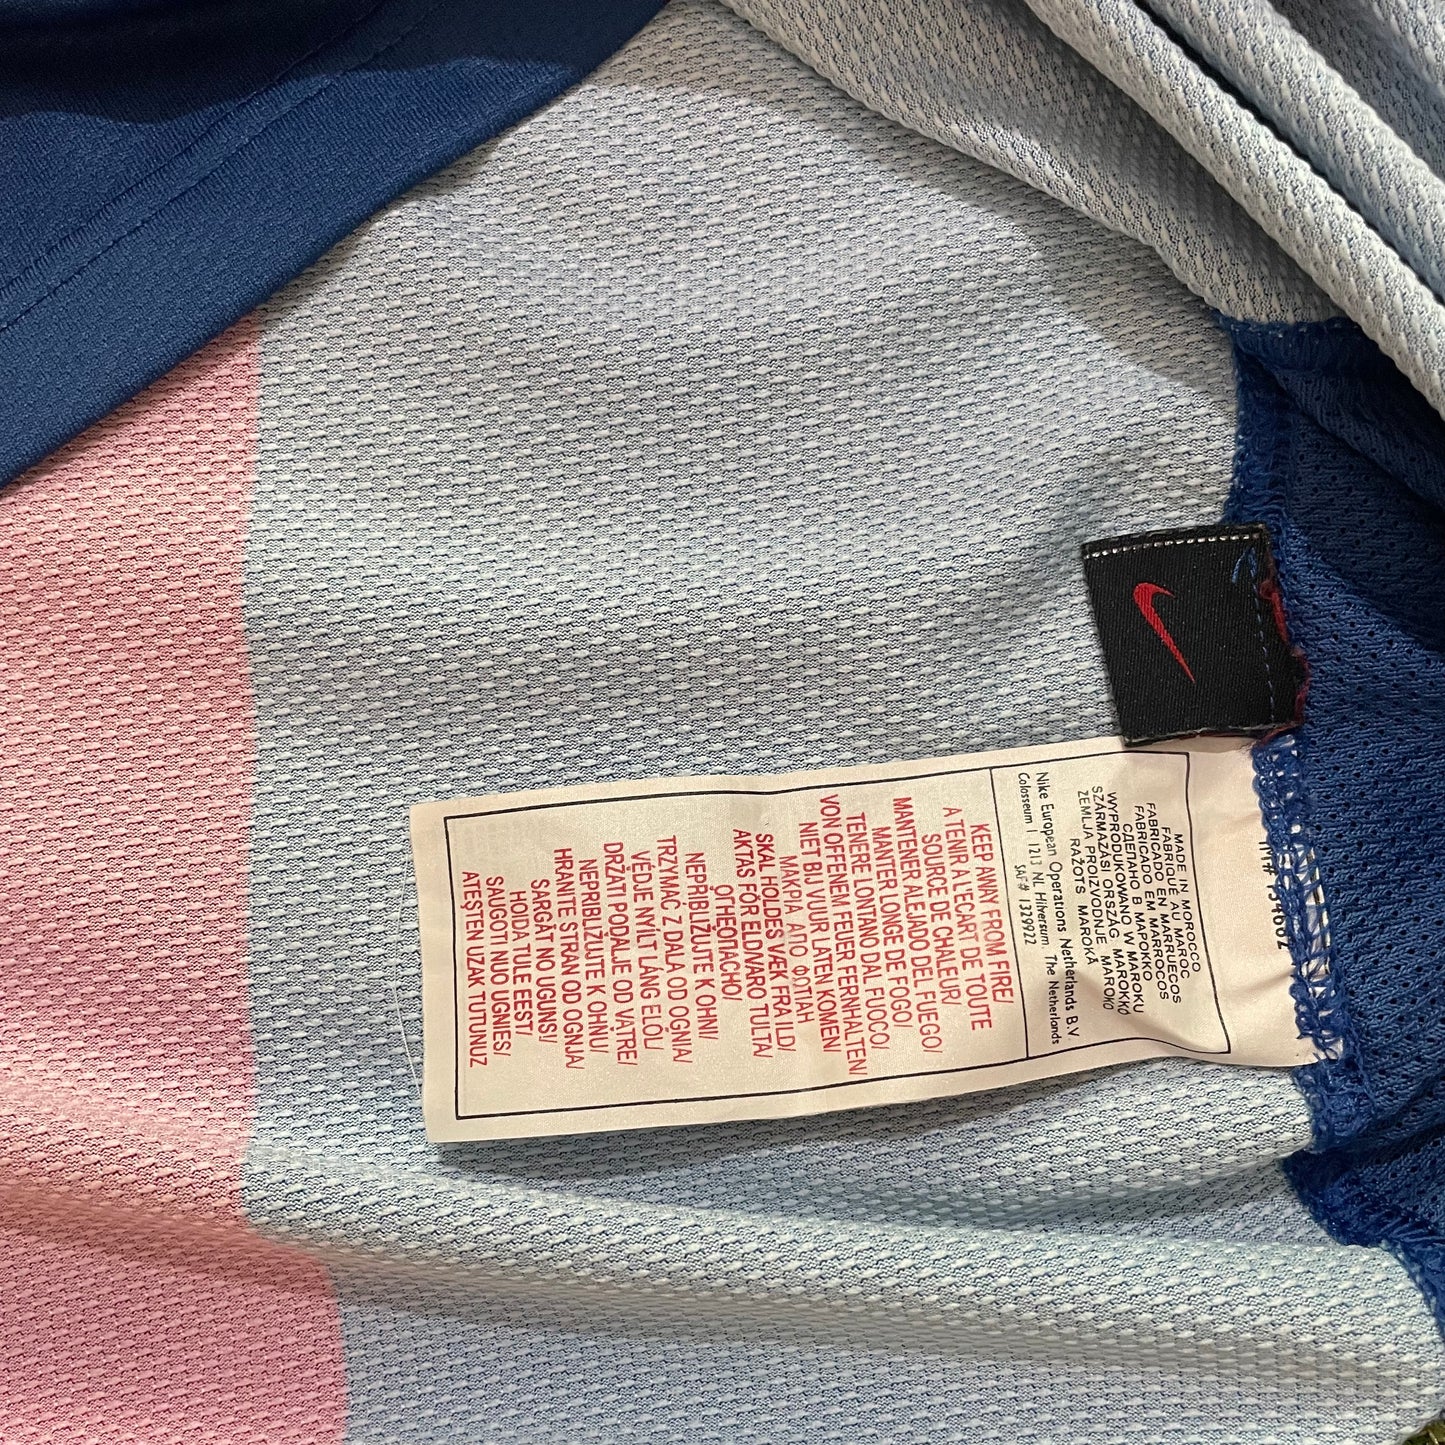 MADE IN MOROCCO
FABRIQUÉ AU MAROC
FABRICADO EN MARRUECOS
FABRICADO EM MARROCOS
СДЕЛАНО В МАРОККО
WYPRODUKOWANO W MAROKU
SZÁRMAZÁSI ORSZÁG: MAROKKÓ
ZEMLJA PROIZVODNJE: MAROKO
RAŽOTS MAROKĀ
Nike European Operations Netherlands B.V.
Colosseum 1 1213 NL Hilversum The Netherlands
SAF# 1329922
KEEP AWAY FROM FIRE/
A TENIR A L'ECART DE TOUTE
SOURCE DE CHALEUR/
MANTENER ALEJADO DEL FUEGO/
MANTER LONGE DE FOGO/
TENERE LONTANO DAL FUOCO/
VON OFFENEM FEUER FERNHALTEN/
NIET BIJ VUUR LATEN KOMEN/
ΜΑΚΡΙΑ ΑΠΟ ΦΩΤΙΑ/
SKAL HOLDES VÆK FRA ILD/
AKTAS FÖR ELDIVARO TULTA/
ОГНЕОПАСНО/
NEPRIBLIŽUJTE K OHNI/
TRZYMAĆ Z DALA OD OGNIA/
VÉDJE NYÍLT LÁNG ELŐL/
DRŽATI PODALJE OD VATRE/
NEPRIBLIŽUJTE K OHŇU/
HRANITE STRAN OD OGNJA/
SARGĀT NO UGUNS!/
HOIDA TULE EEST/
SAUGOTI NUO UGNIES/
ATEŞTEN UZAK TUTUNUZ